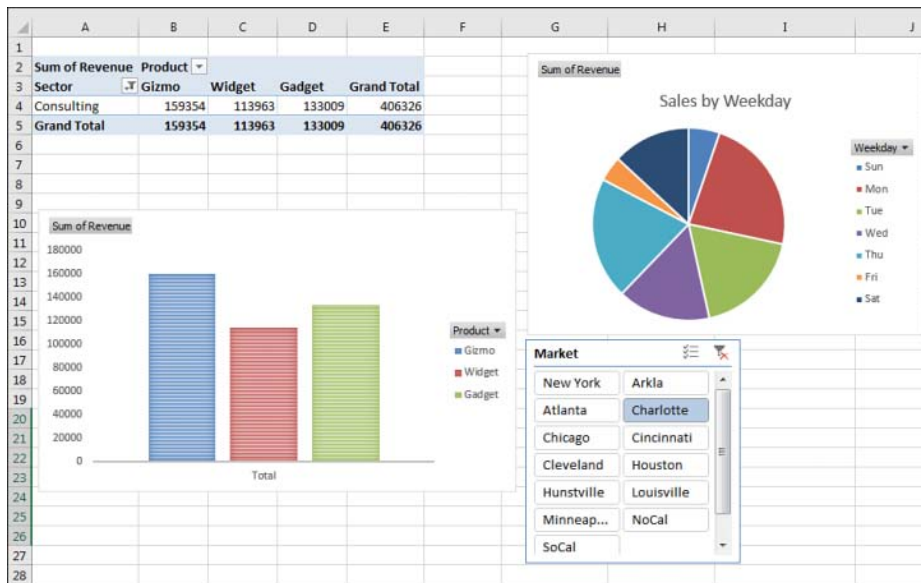 A B C D E F G H I J
1
2 Sum of Revenue Product
3 Sector Gizmo Widget Gadget Grand Total
4 Consulting 159354 113963 133009 406326
5 Grand Total 159354 113963 133009 406326
6
7
8
9
10
11
12
13
14
15
16
17
18
19
20
21
22
23
24
25
26
27
28
Sum of Revenue
180000
160000
140000
120000
100000
80000
60000
40000
20000
0
Total
Product
Gizmo
Widget
Gadget
Sum of Revenue
Sales by Weekday
Weekday
Sun
Mon
Tue
Wed
Thu
Fri
Sat
Market
New York Arkla
Atlanta Charlotte
Chicago Cincinnati
Cleveland Houston
Hunstville Louisville
Minneap... NoCal
SoCal